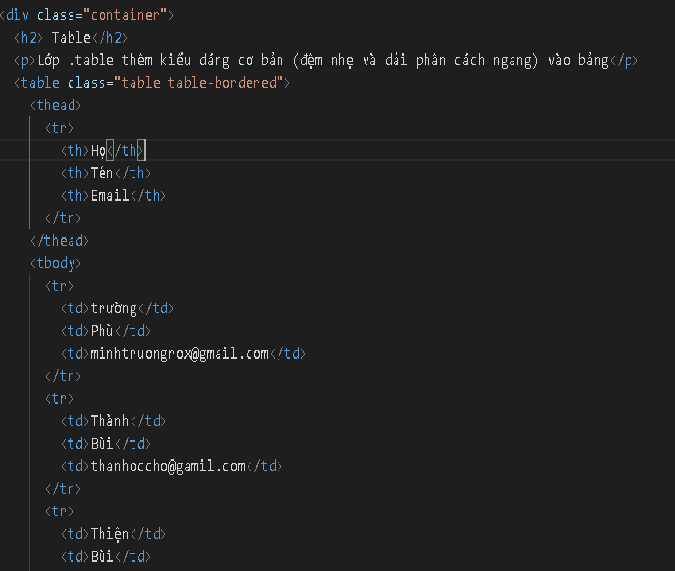 <div class="container">
<h2> Table</h2>
<p>Lớp .table thêm kiểu dáng cơ bản (đệm nhẹ và dải phân cách ngang) vào bảng</p>
<table class="table table-bordered">
<thead>
<tr>
<th>Họ</th>
<th>Tên</th>
<th>Email</th>
</tr>
</thead>
<tbody>
<tr>
<td>trường</td>
<td>Phù</td>
<td>minhtruongrox@gmail.com</td>
</tr>
<tr>
<td>Thành</td>
<td>Bùi</td>
<td>thanhoccho@gamil.com</td>
</tr>
<tr>
<td>Thiện</td>
<td>Bùi</td>